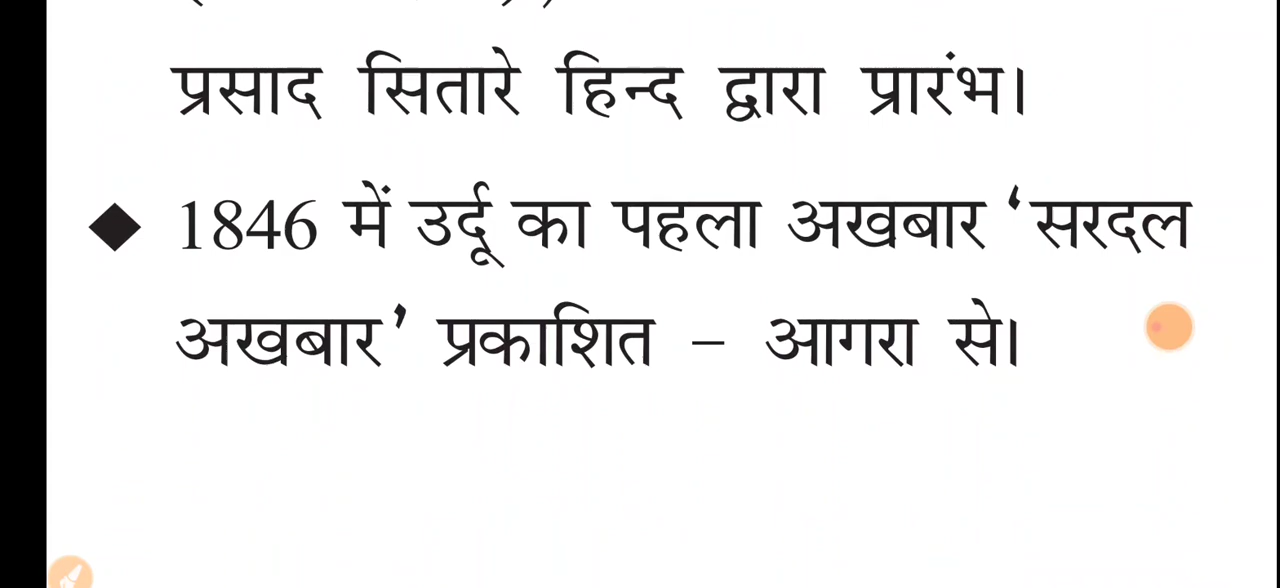 प्रसाद सितारे हिन्द द्वारा प्रारंभ।
◆ 1846 में उर्दू का पहला अखबार ‘सरदल
अखबार’ प्रकाशित – आगरा से।